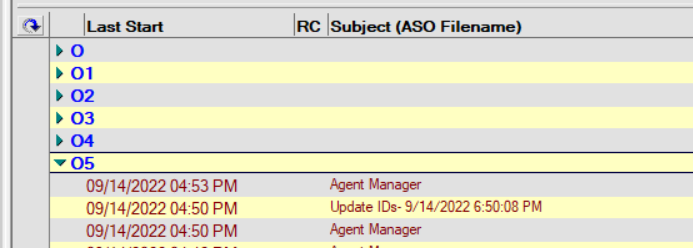 Last Start RC Subject (ASO Filename)
O
O1
O2
O3
O4
O5
09/14/2022 04:53 PM Agent Manager
09/14/2022 04:50 PM Update IDs- 9/14/2022 6:50:08 PM
09/14/2022 04:50 PM Agent Manager